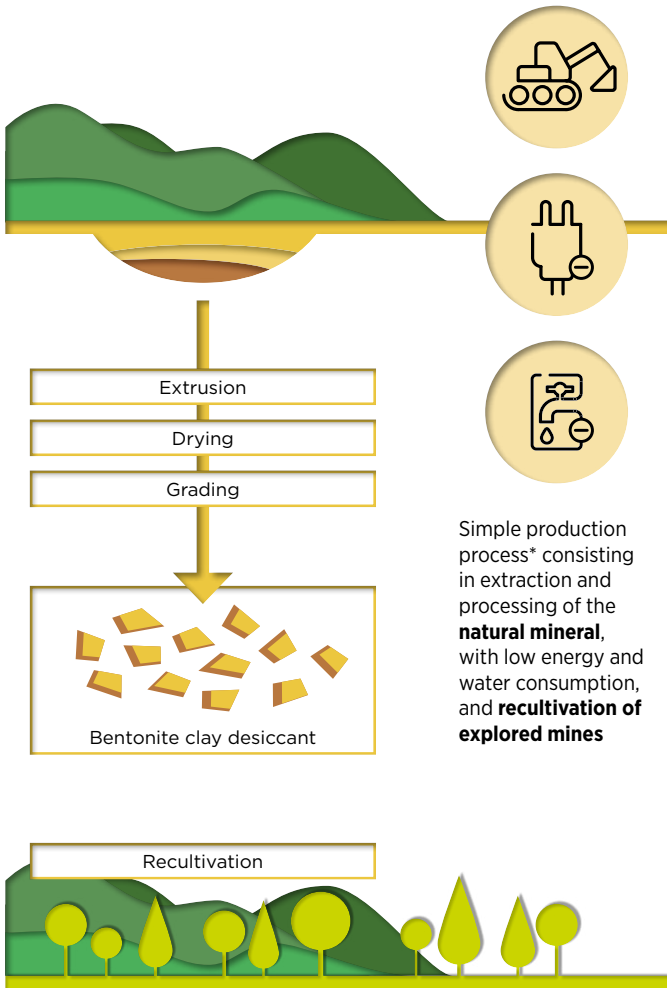 Extrusion
Drying
Grading
Bentonite clay desiccant
Simple production
process* consisting
in extraction and
processing of the
natural mineral,
with low energy and
water consumption,
and recultivation of
explored mines
Recultivation